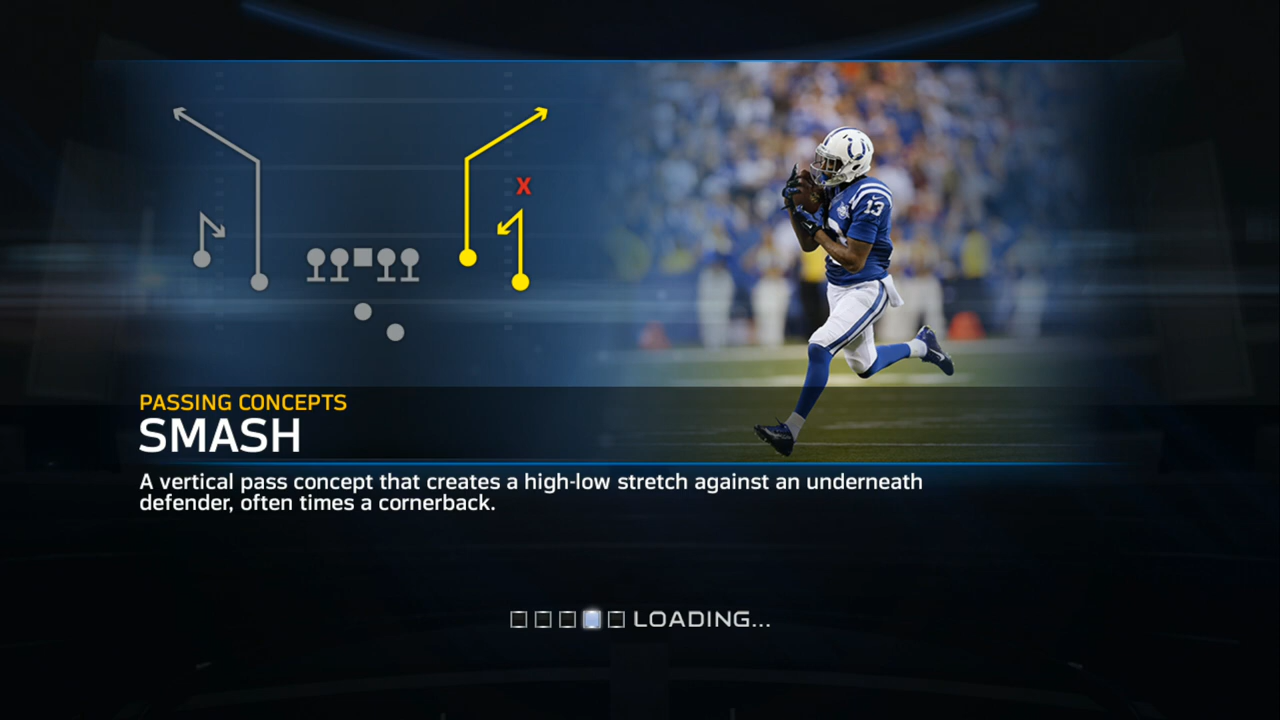 X
13
PASSING CONCEPTS
SMASH
A vertical pass concept that creates a high-low stretch against an underneath
defender, often times a cornerback.
LOADING...